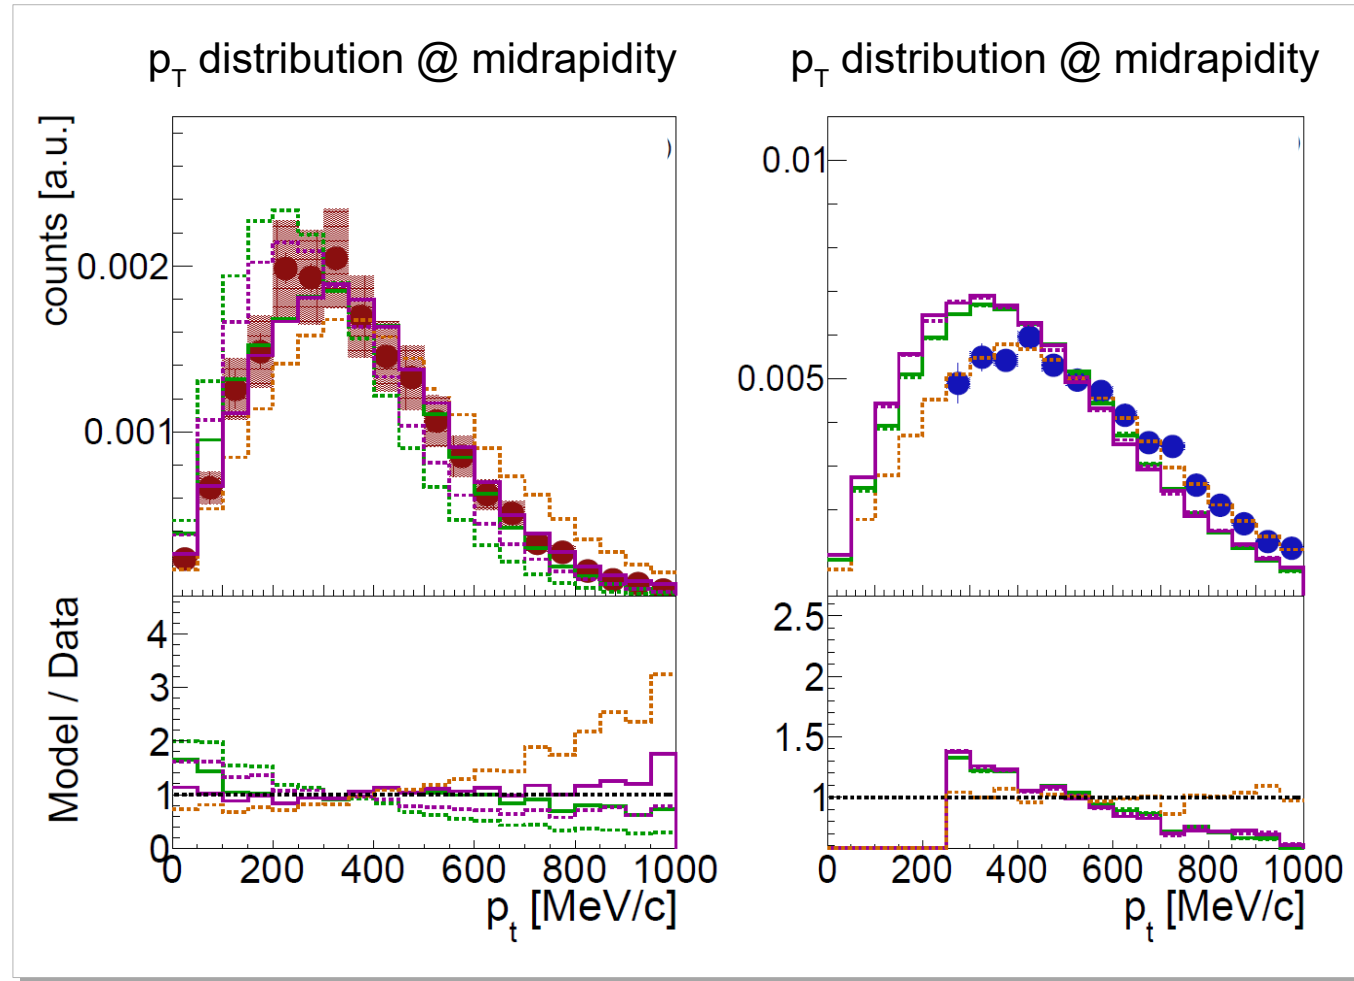 p_T distribution @ midrapidity
p_T distribution @ midrapidity
counts [a.u.]
)
0.002
0.001
)
0.01
0.005
Model / Data
4
3
2
1
0
2.5
2
1.5
1
0 200 400 600 800 1000
0 200 400 600 800 1000
p_t [MeV/c]
p_t [MeV/c]